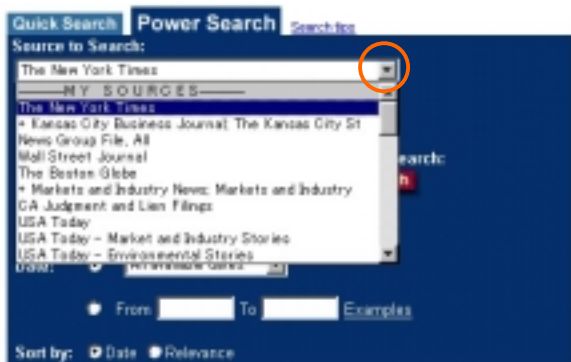 Quick Search Power Search Search tips
Source to Search:
The New York Times
MY SOURCES
The New York Times
+ Kansas City Business Journal; The Kansas City St
News Group File, All
Wall Street Journal
The Boston Globe
+ Markets and Industry News; Markets and Industry
CA Judgment and Lien Filings
USA Today
USA Today - Market and Industry Stories
USA Today - Environmental Stories
Date:
From To Examples
Sort by: Date Relevance